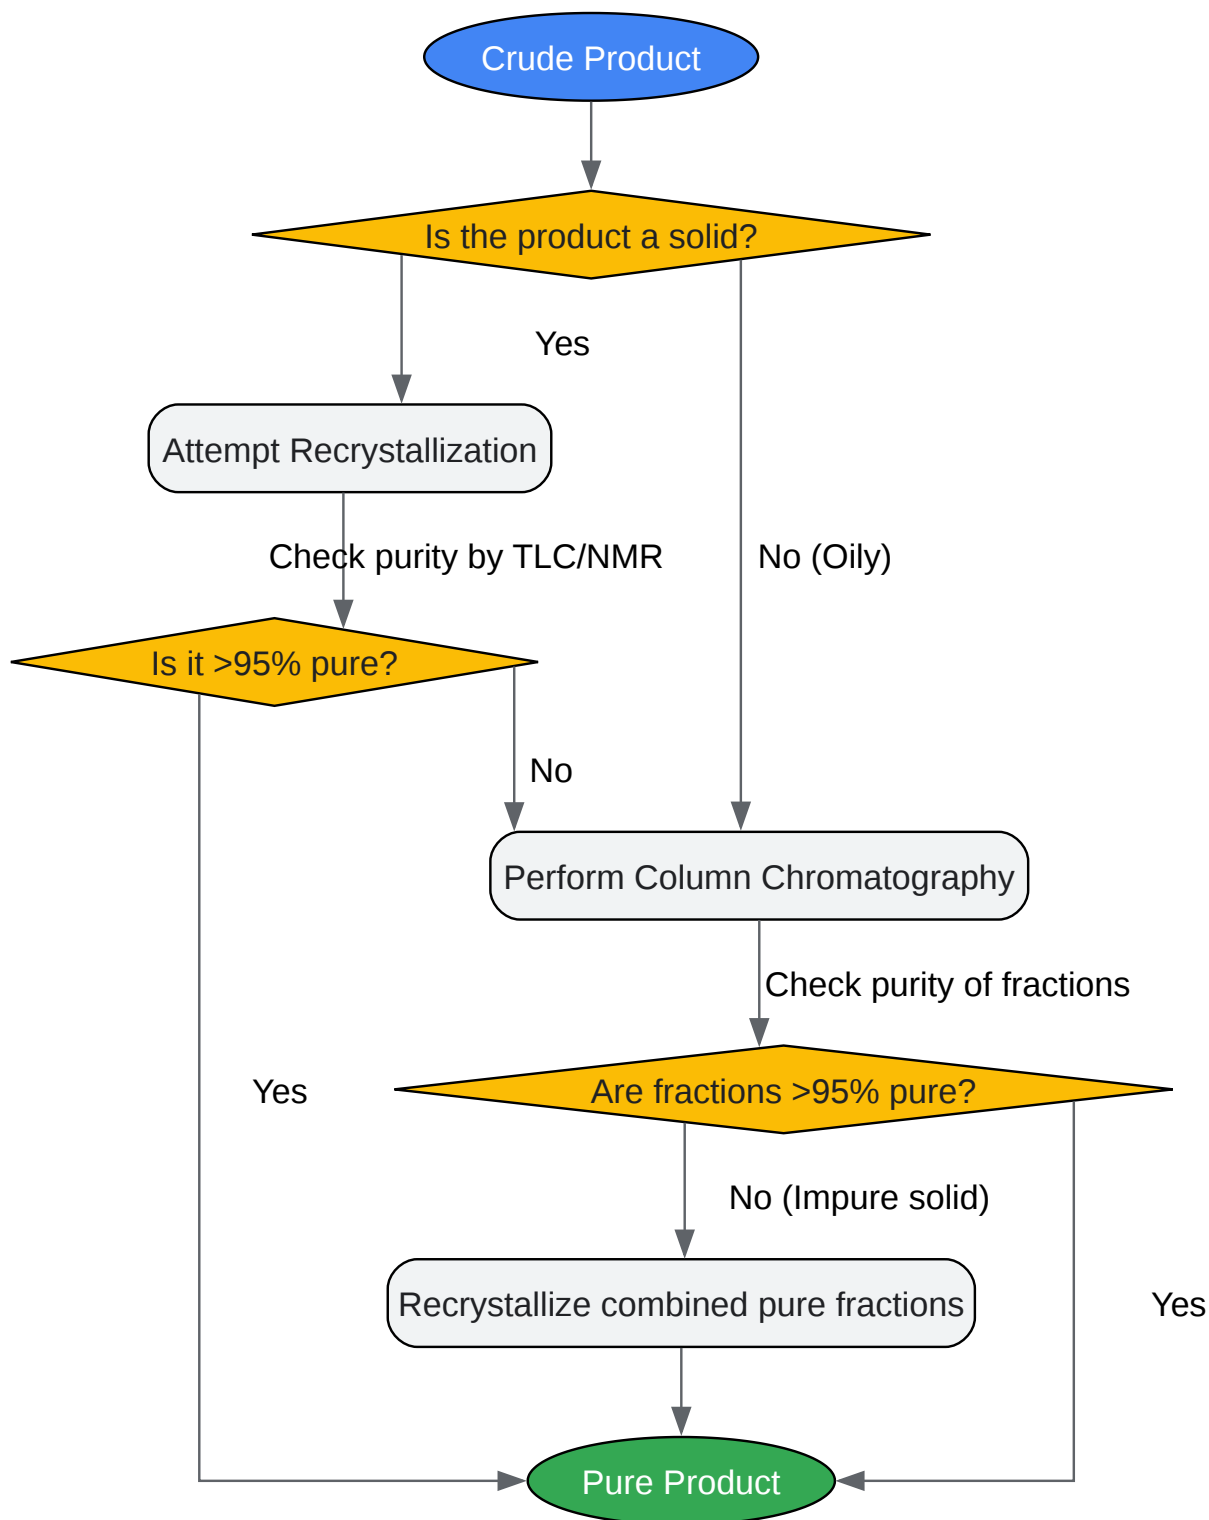 Crude Product
Is the product a solid?
Yes
Attempt Recrystallization
Check purity by TLC/NMR
No (Oily)
Is it >95% pure?
No
Perform Column Chromatography
Check purity of fractions
Yes
Are fractions >95% pure?
No (Impure solid)
Recrystallize combined pure fractions
Yes
Pure Product